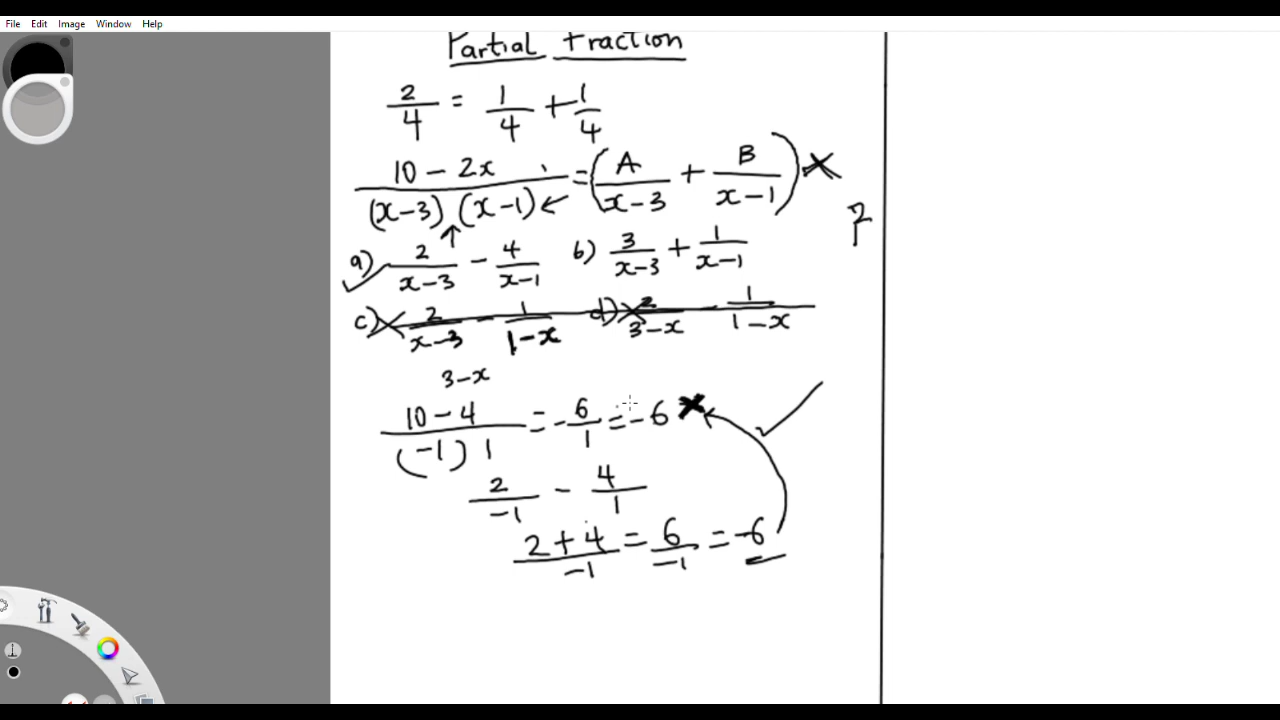 File Edit Image Window Help
Partial Fraction
2/4 = 1/4 + 1/4
10 - 2x / (x-3) (x-1) = (A/x-3 + B/x-1)
a) 2/x-3 - 4/x-1 b) 3/x-3 + 1/x-1
c) 2/x-3 - 1/1-x d) 2/3-x - 1/1-x
3-x
10-4 / (-1) 1 = -6/1 = -6
2/-1 - 4/1
2+4/-1 = 6/-1 = -6